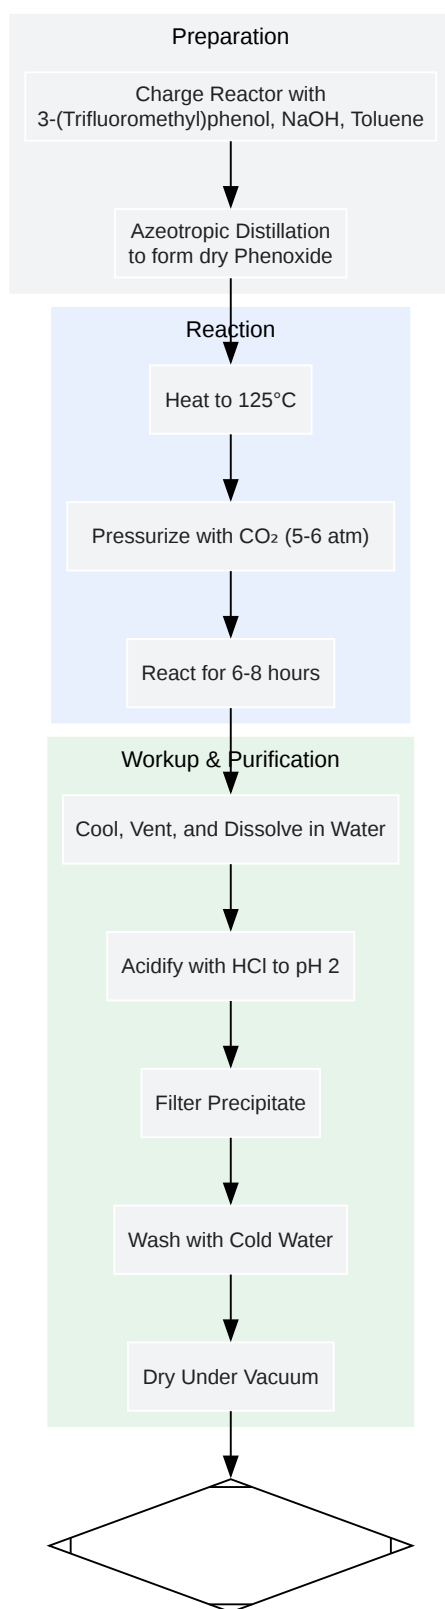 Preparation
Charge Reactor with
3-(Trifluoromethyl)phenol, NaOH, Toluene
Azeotropic Distillation
to form dry Phenoxide
Reaction
Heat to 125°C
Pressurize with CO₂ (5-6 atm)
React for 6-8 hours
Workup & Purification
Cool, Vent, and Dissolve in Water
Acidify with HCl to pH 2
Filter Precipitate
Wash with Cold Water
Dry Under Vacuum